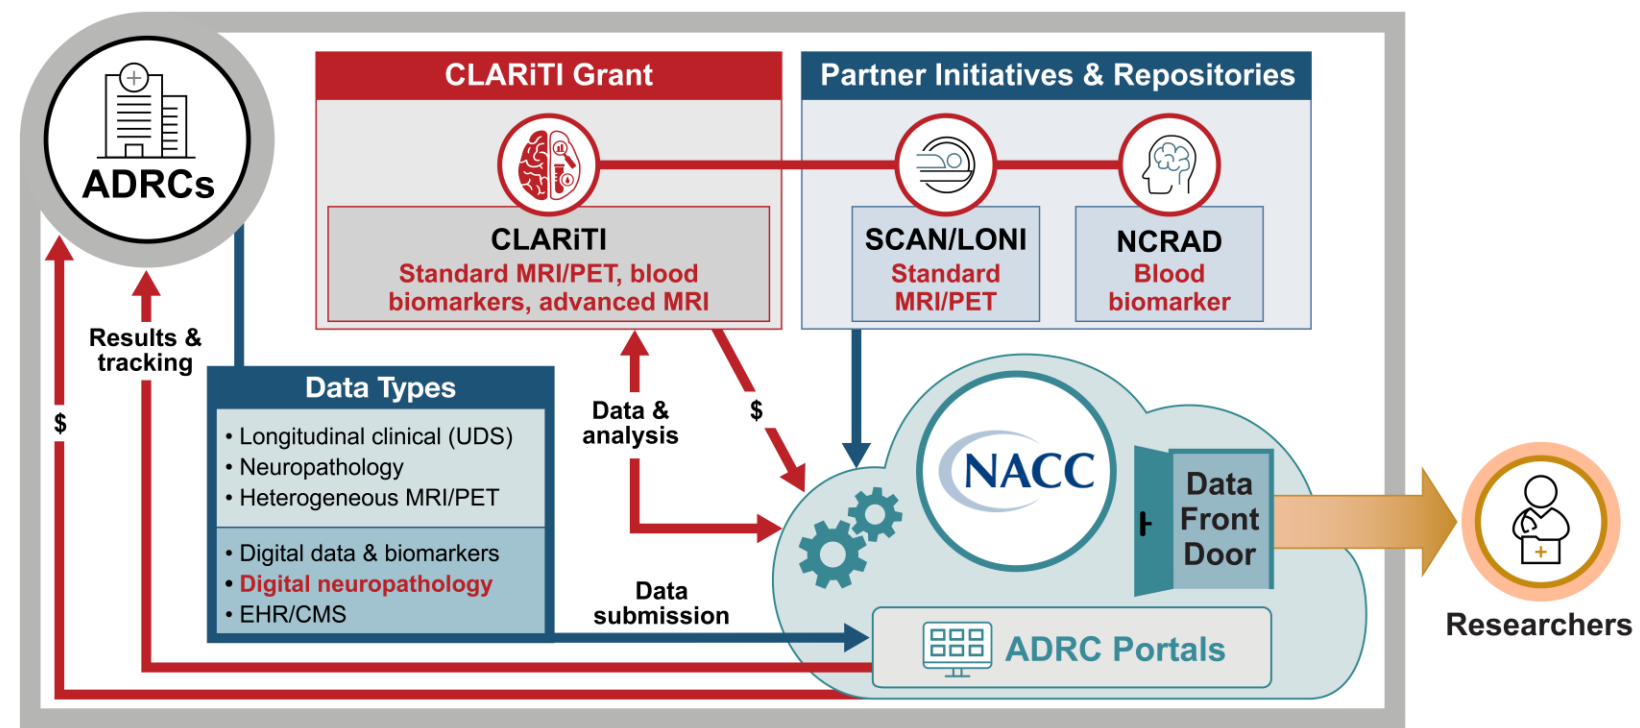 ADRCs
CLARiTI Grant
CLARiTI
Standard MRI/PET, blood
biomarkers, advanced MRI
Partner Initiatives & Repositories
SCAN/LONI
Standard
MRI/PET
NCRAD
Blood
biomarker
Results &
tracking
$
Data Types
• Longitudinal clinical (UDS)
• Neuropathology
• Heterogeneous MRI/PET
• Digital data & biomarkers
• Digital neuropathology
• EHR/CMS
Data &
analysis
$
Data
submission
NACC
Data
Front
Door
ADRC Portals
Researchers